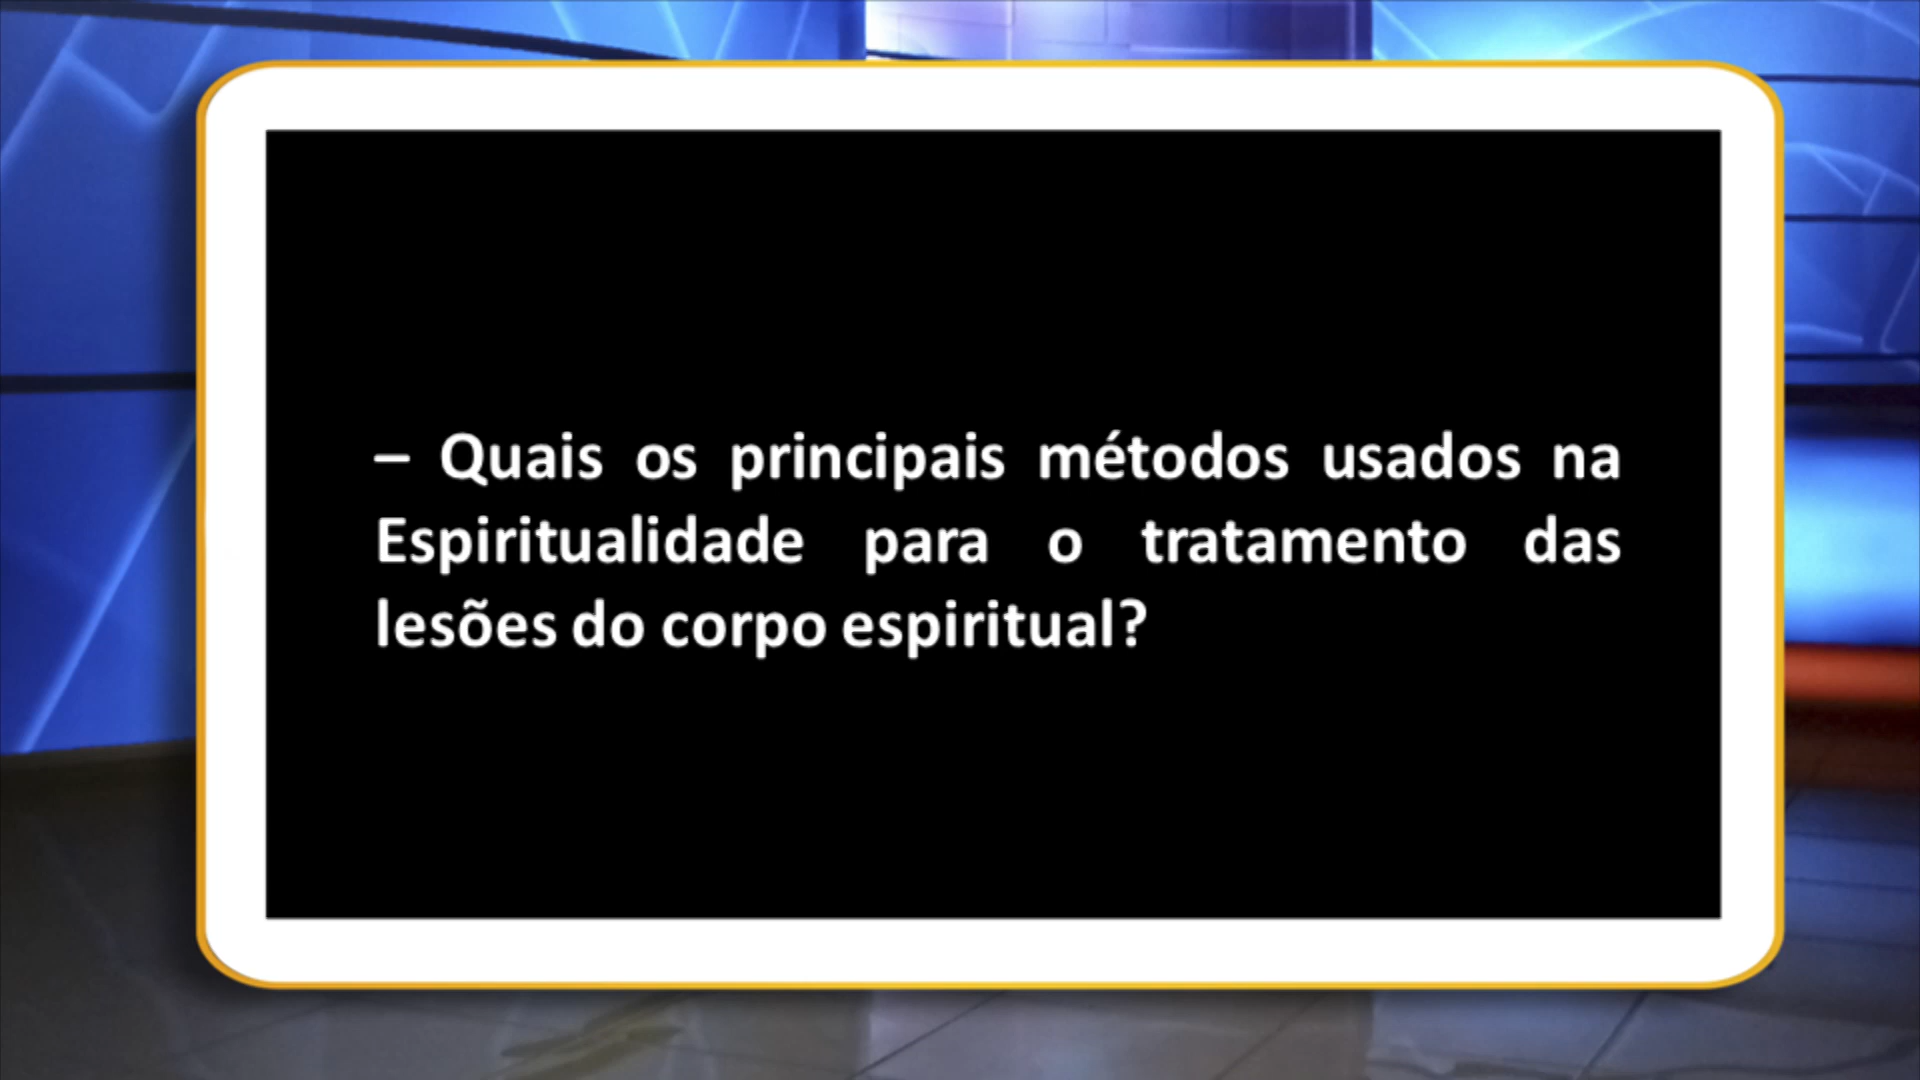 – Quais os principais métodos usados na
Espiritualidade para o tratamento das
lesões do corpo espiritual?